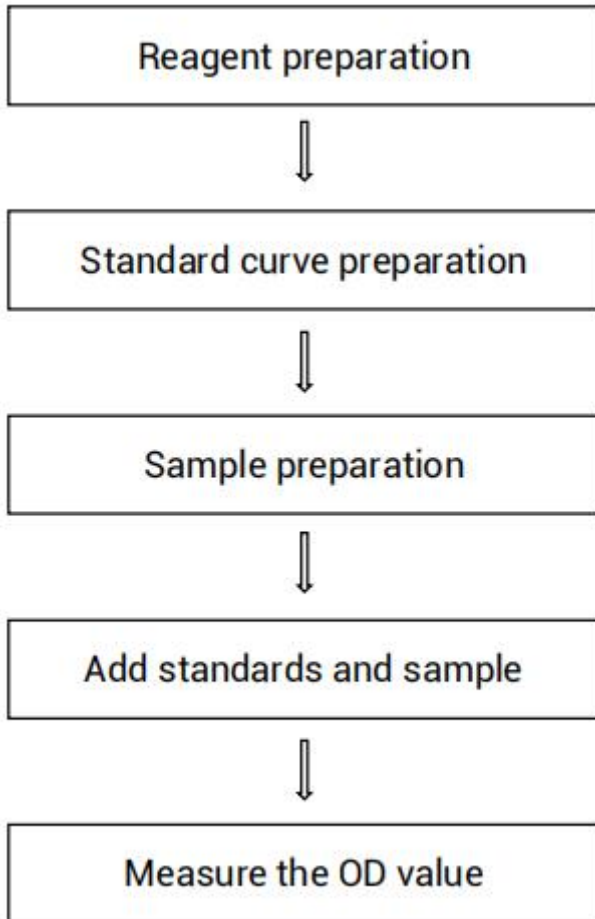 Reagent preparation
Standard curve preparation
Sample preparation
Add standards and sample
Measure the OD value